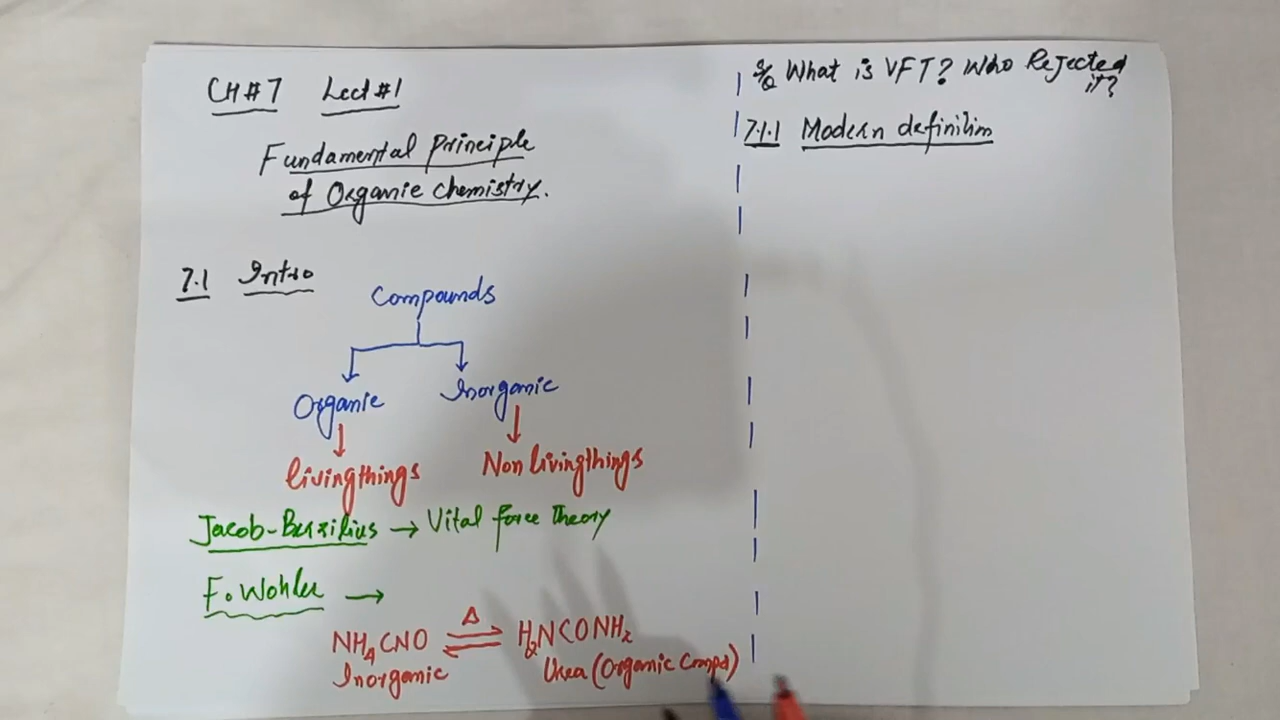 CH#7 Lect #1
Fundamental principle
of Organic chemistry.
7.1 Intro
Compounds
Organic Inorganic
livingthings Non livingthings
Jacob-Berzilius → Vital force theory
F. Wohler →
NH4CNO ⇌ Δ H2NCONH2
Inorganic Urea (Organic Compd)
S/Q What is VFT? Who Rejected
it?
7.1.1 Modern definition